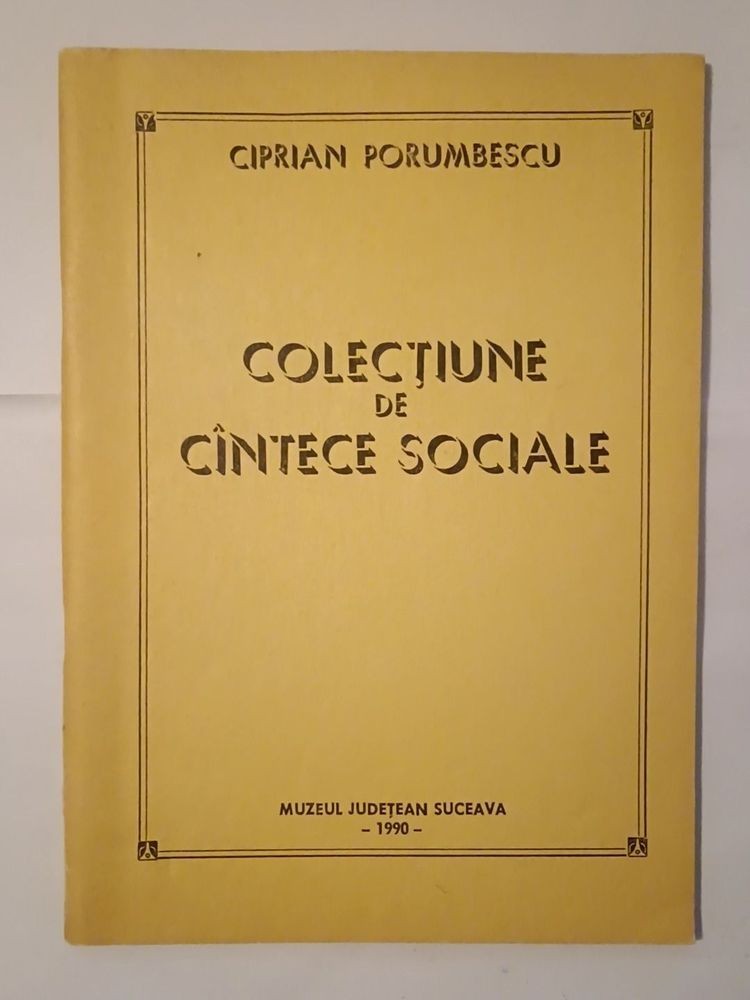 CIPRIAN PORUMBESCU
COLECȚIUNE
DE
CÎNTECE SOCIALE
MUZEUL JUDEȚEAN SUCEAVA
– 1990 –